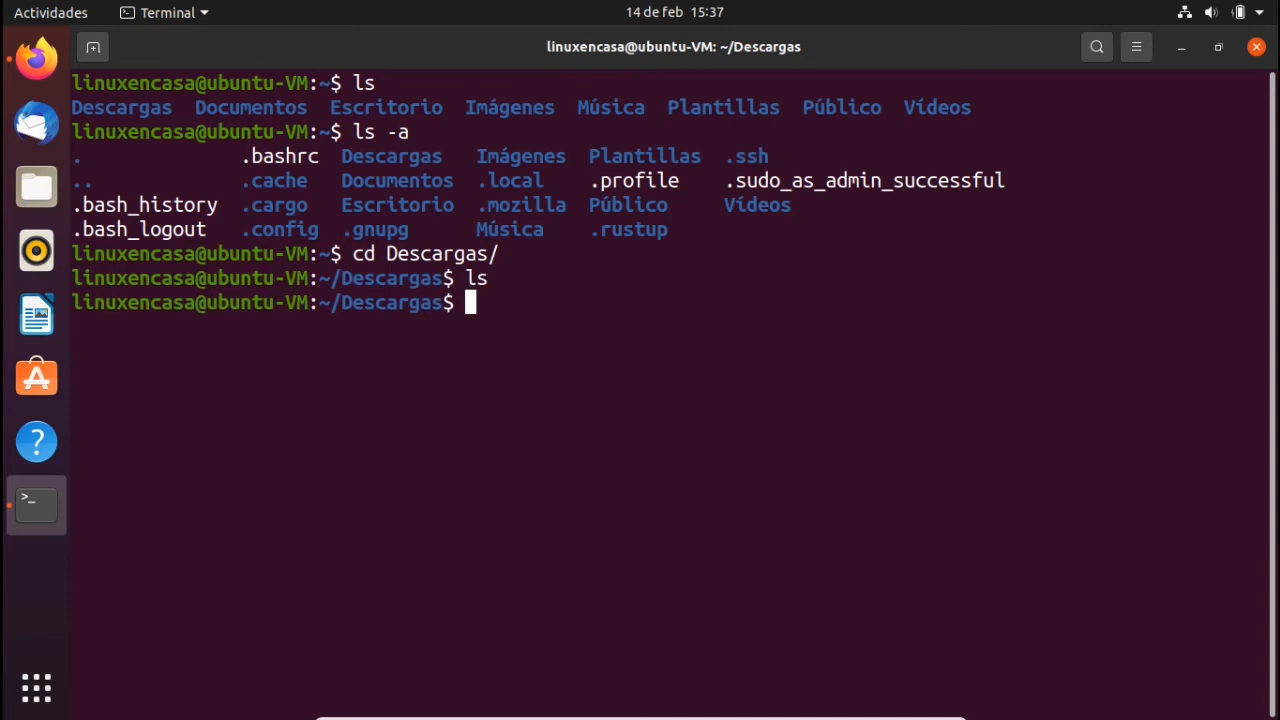 Actividades Terminal 14 de feb 15:37
linuxencasa@ubuntu-VM: ~/Descargas
linuxencasa@ubuntu-VM:~$ ls
Descargas Documentos Escritorio Imágenes Música Plantillas Público Vídeos
linuxencasa@ubuntu-VM:~$ ls -a
. .bashrc Descargas Imágenes Plantillas .ssh
.. .cache Documentos .local .profile .sudo_as_admin_successful
.bash_history .cargo Escritorio .mozilla Público Vídeos
.bash_logout .config .gnupg Música .rustup
linuxencasa@ubuntu-VM:~$ cd Descargas/
linuxencasa@ubuntu-VM:~/Descargas$ ls
linuxencasa@ubuntu-VM:~/Descargas$